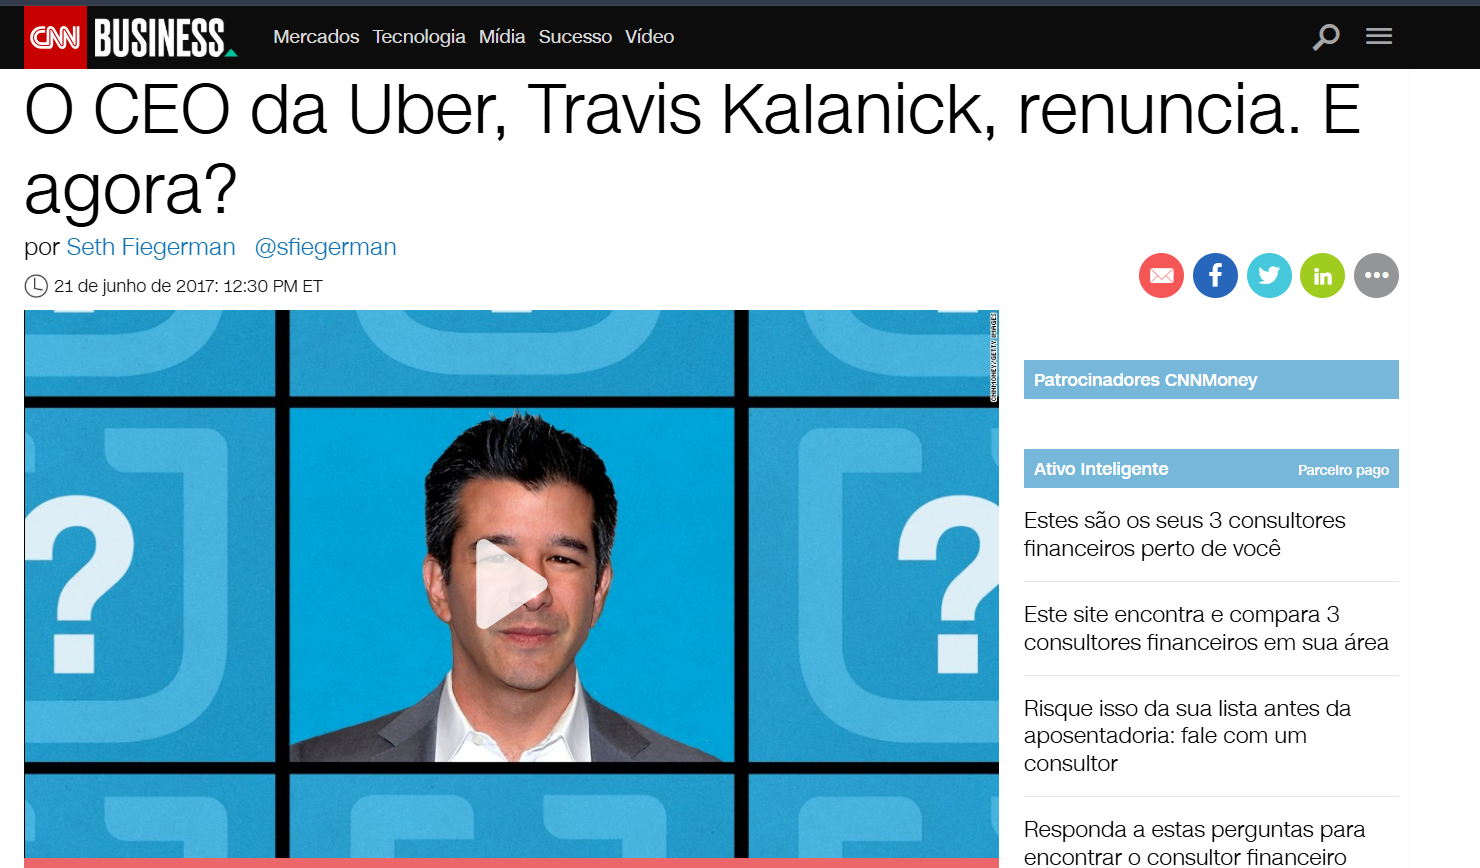 CNN BUSINESS
Mercados Tecnologia Mídia Sucesso Vídeo
O CEO da Uber, Travis Kalanick, renuncia. E
agora?
por Seth Fiegerman @sfiegerman
21 de junho de 2017: 12:30 PM ET
f
in
CNNMONEY/GETTY IMAGES
?
?
Patrocinadores CNNMoney
Ativo Inteligente Parceiro pago
Estes são os seus 3 consultores
financeiros perto de você
Este site encontra e compara 3
consultores financeiros em sua área
Risque isso da sua lista antes da
aposentadoria: fale com um
consultor
Responda a estas perguntas para
encontrar o consultor financeiro